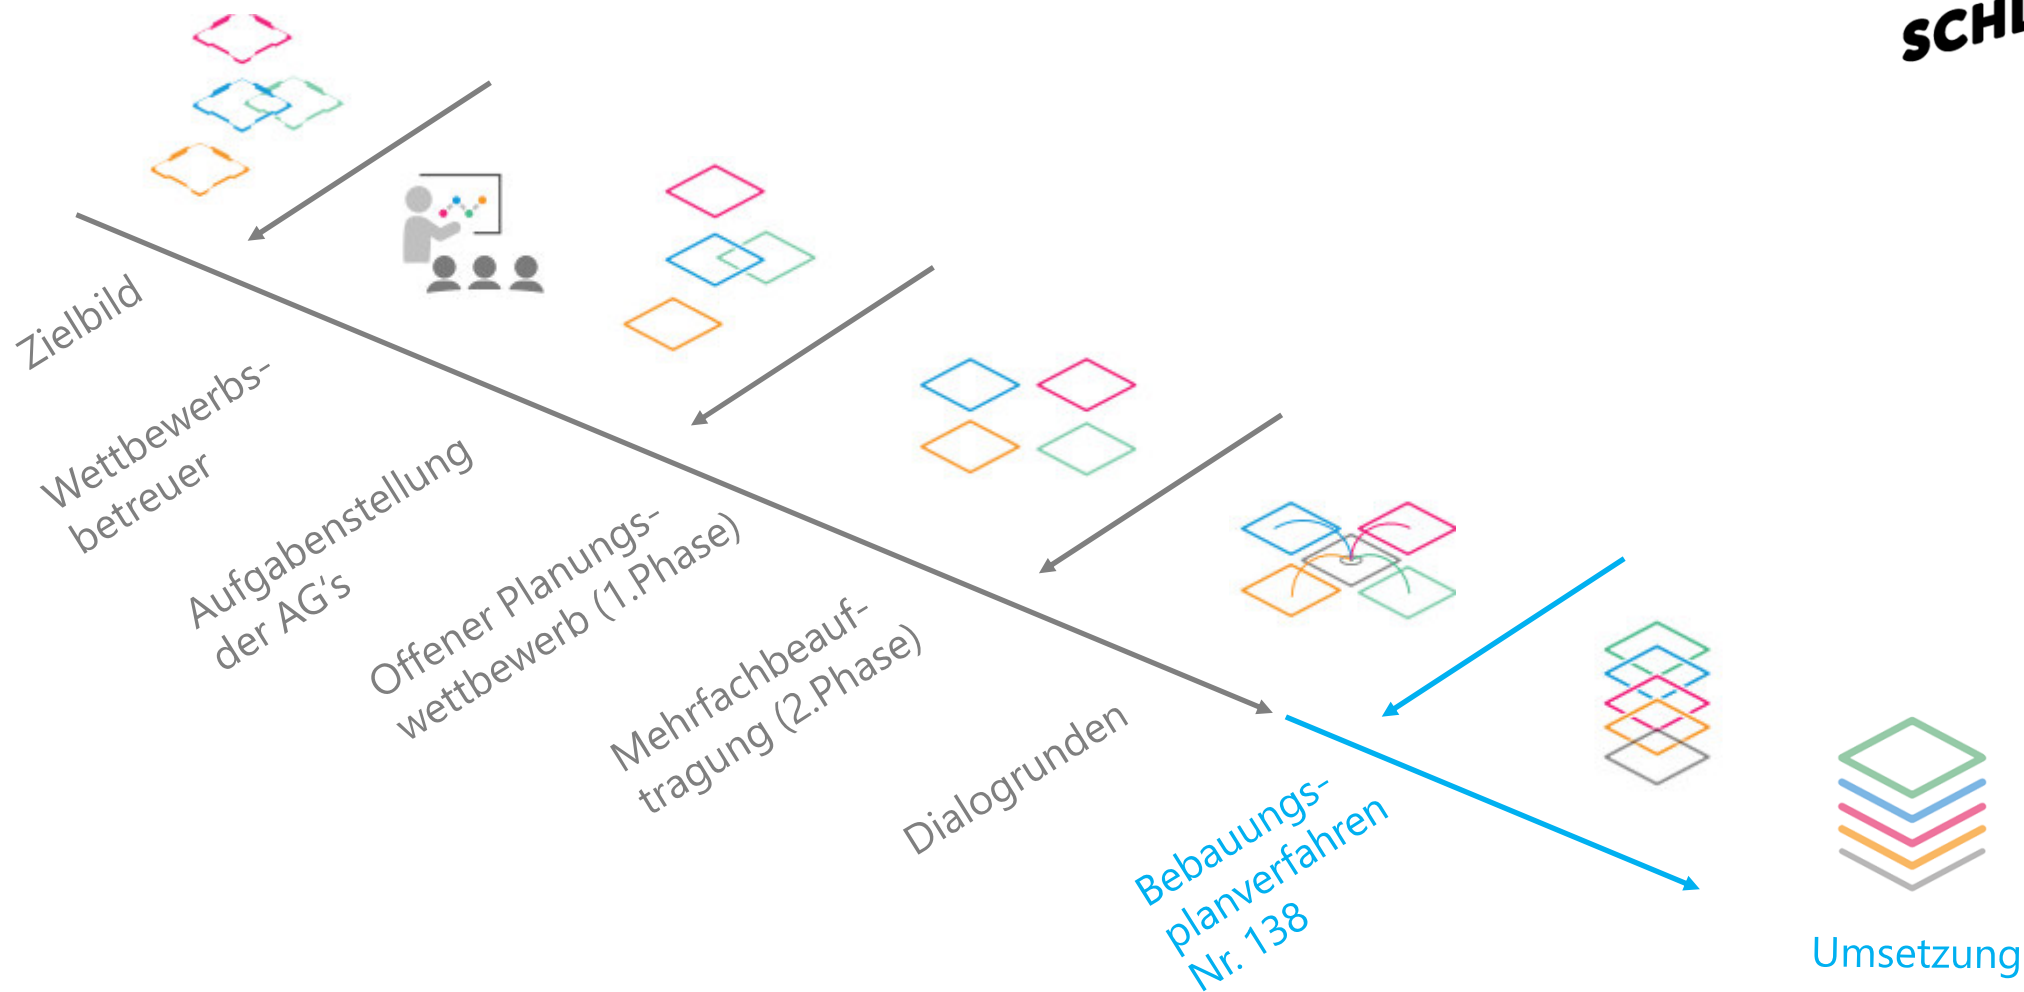 Zielbild
Wettbewerbs-
betreuer
Aufgabenstellung
der AG's
Offener Planungs-
wettbewerb (1.Phase)
Mehrfachbeauf-
tragung (2.Phase)
Dialogrunden
Bebauungs-
planverfahren
Nr. 138
Umsetzung